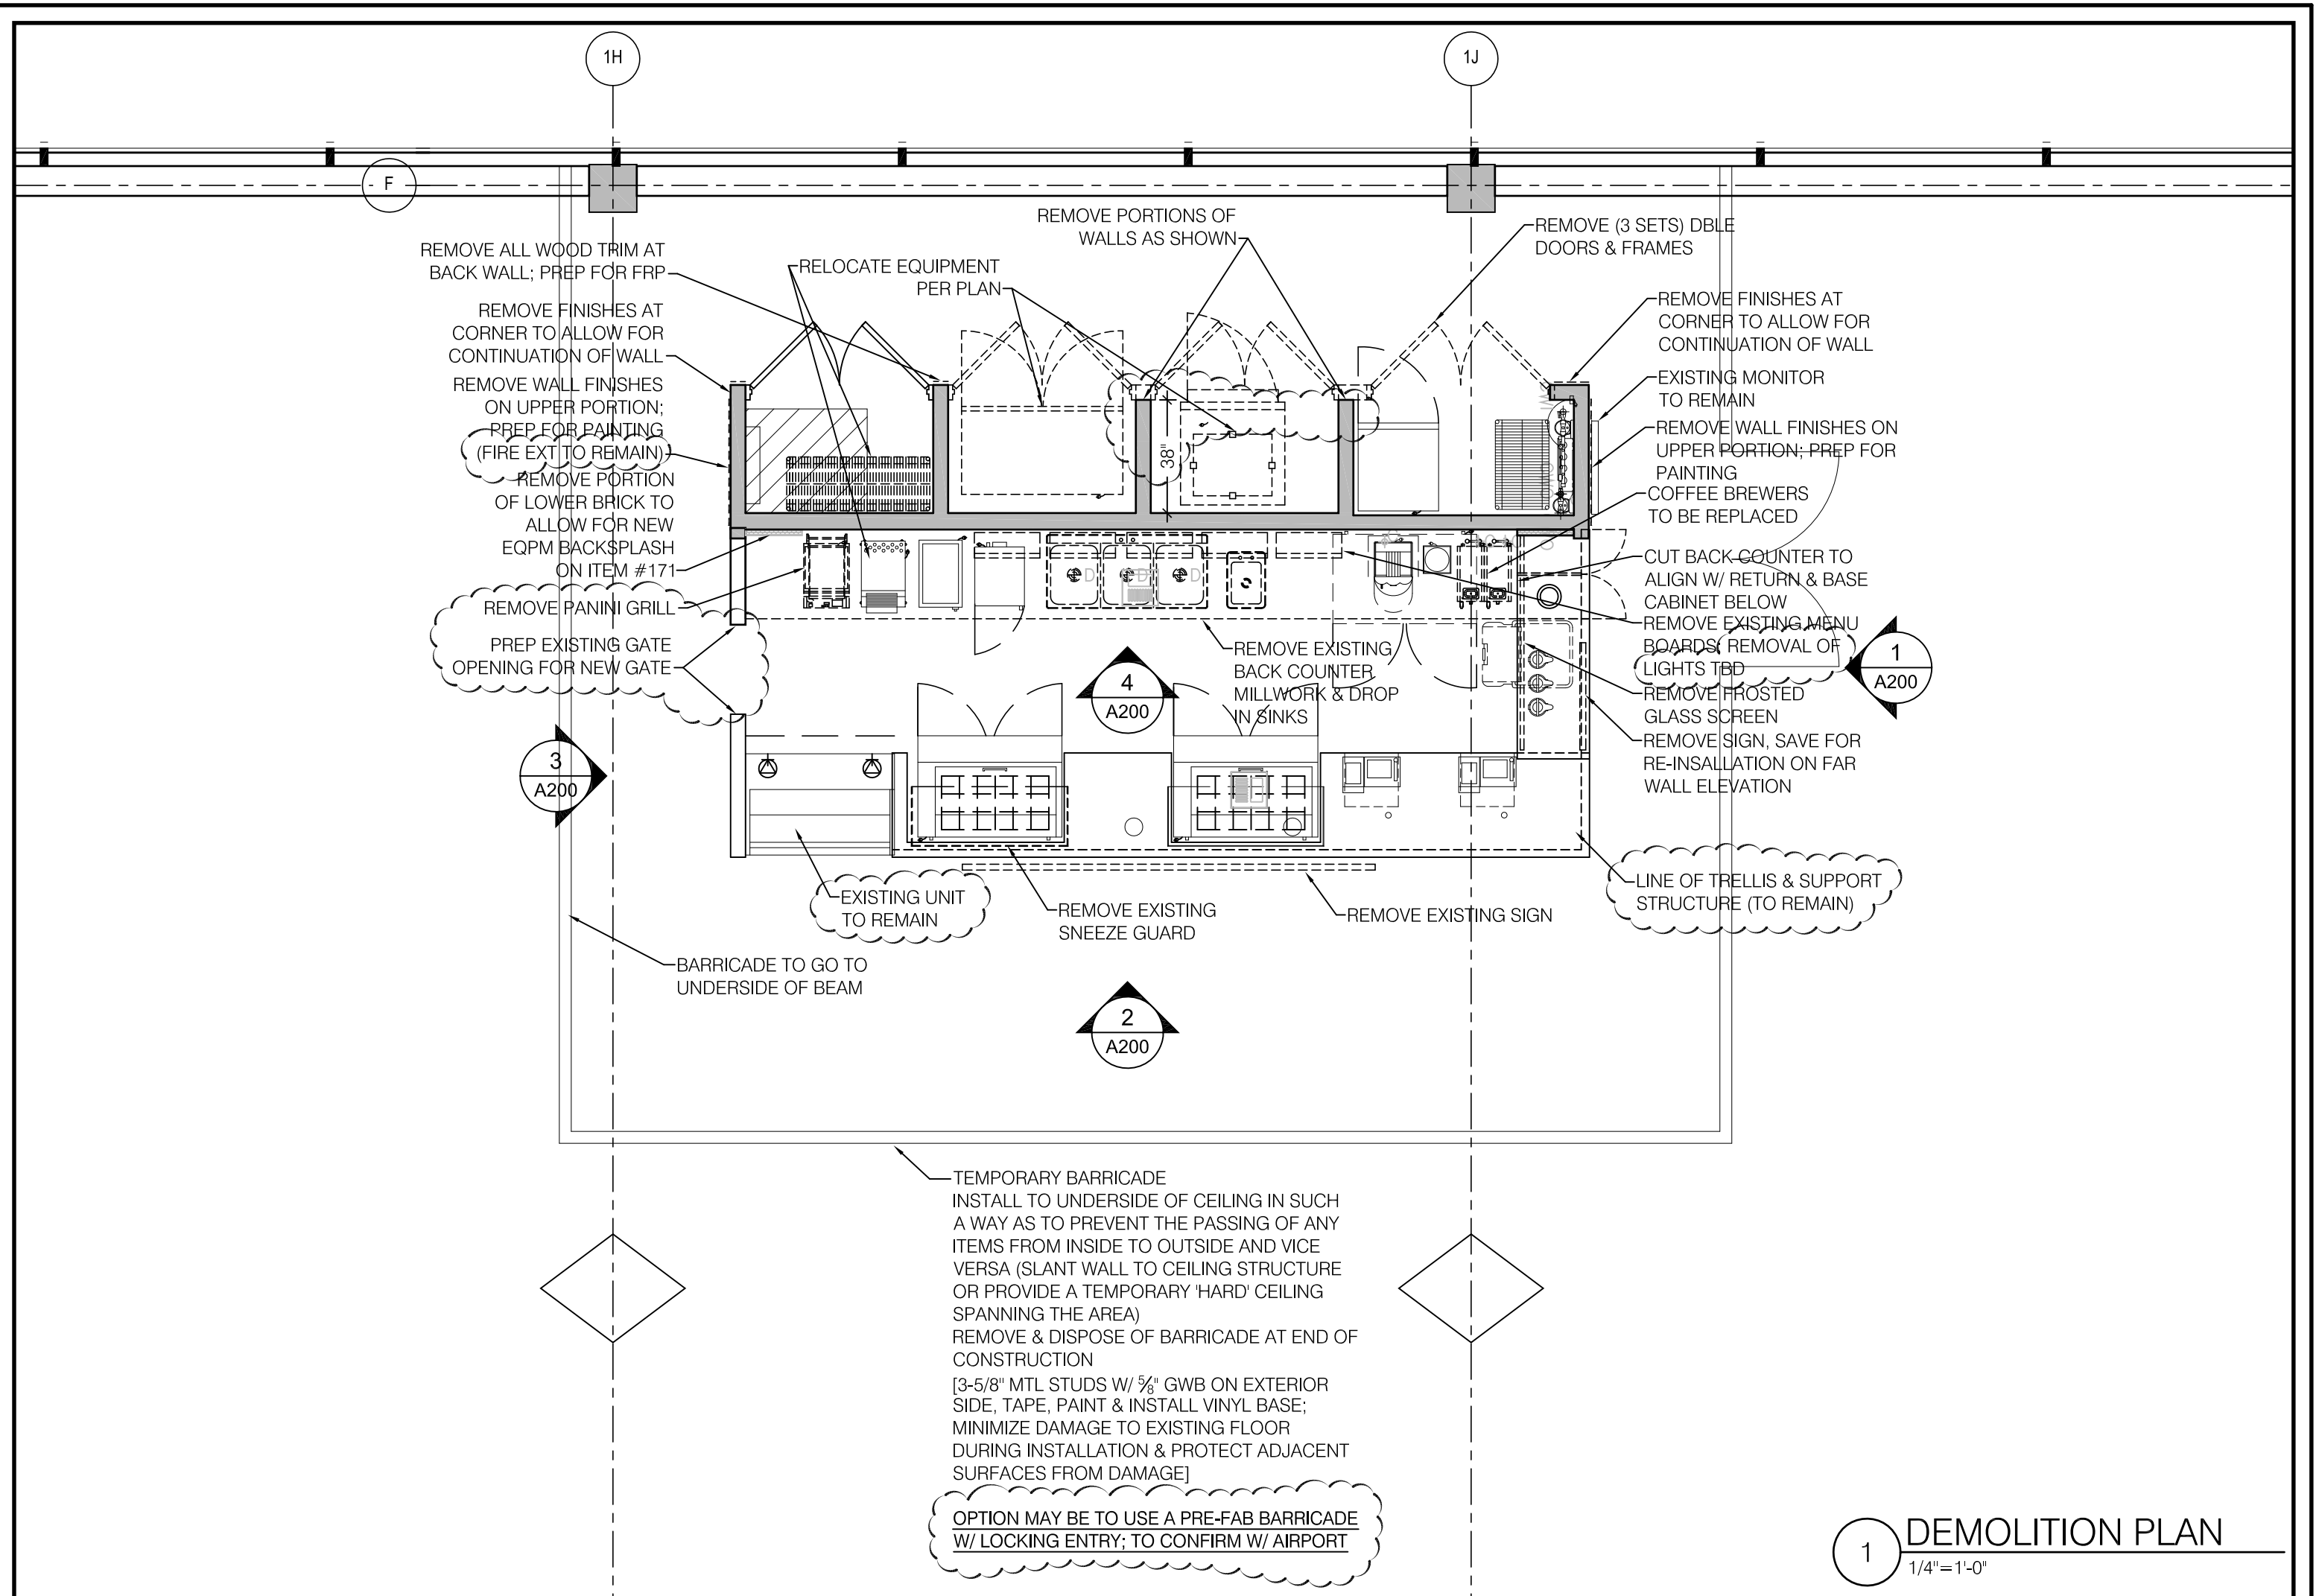 1H
1J
F
REMOVE PORTIONS OF
WALLS AS SHOWN
REMOVE (3 SETS) DBLE
DOORS & FRAMES
REMOVE ALL WOOD TRIM AT
BACK WALL; PREP FOR FRP
RELOCATE EQUIPMENT
PER PLAN
REMOVE FINISHES AT
CORNER TO ALLOW FOR
CONTINUATION OF WALL
REMOVE WALL FINISHES
ON UPPER PORTION;
PREP FOR PAINTING
(FIRE EXT TO REMAIN)
REMOVE PORTION
OF LOWER BRICK TO
ALLOW FOR NEW
EQPM BACKSPLASH
ON ITEM #171
REMOVE PANINI GRILL
PREP EXISTING GATE
OPENING FOR NEW GATE
38"
D
D
D
REMOVE FINISHES AT
CORNER TO ALLOW FOR
CONTINUATION OF WALL
EXISTING MONITOR
TO REMAIN
REMOVE WALL FINISHES ON
UPPER PORTION; PREP FOR
PAINTING
COFFEE BREWERS
TO BE REPLACED
CUT BACK COUNTER TO
ALIGN W/ RETURN & BASE
CABINET BELOW
REMOVE EXISTING MENU
BOARDS; REMOVAL OF
LIGHTS TBD
REMOVE FROSTED
GLASS SCREEN
REMOVE SIGN, SAVE FOR
RE-INSALLATION ON FAR
WALL ELEVATION
1
A200
REMOVE EXISTING
BACK COUNTER
MILLWORK & DROP
IN SINKS
4
A200
3
A200
EXISTING UNIT
TO REMAIN
REMOVE EXISTING
SNEEZE GUARD
REMOVE EXISTING SIGN
LINE OF TRELLIS & SUPPORT
STRUCTURE (TO REMAIN)
BARRICADE TO GO TO
UNDERSIDE OF BEAM
2
A200
TEMPORARY BARRICADE
INSTALL TO UNDERSIDE OF CEILING IN SUCH
A WAY AS TO PREVENT THE PASSING OF ANY
ITEMS FROM INSIDE TO OUTSIDE AND VICE
VERSA (SLANT WALL TO CEILING STRUCTURE
OR PROVIDE A TEMPORARY 'HARD' CEILING
SPANNING THE AREA)
REMOVE & DISPOSE OF BARRICADE AT END OF
CONSTRUCTION
[3-5/8" MTL STUDS W/ ⅝" GWB ON EXTERIOR
SIDE, TAPE, PAINT & INSTALL VINYL BASE;
MINIMIZE DAMAGE TO EXISTING FLOOR
DURING INSTALLATION & PROTECT ADJACENT
SURFACES FROM DAMAGE]
OPTION MAY BE TO USE A PRE-FAB BARRICADE
W/ LOCKING ENTRY; TO CONFIRM W/ AIRPORT
1
DEMOLITION PLAN
1/4"=1'-0"